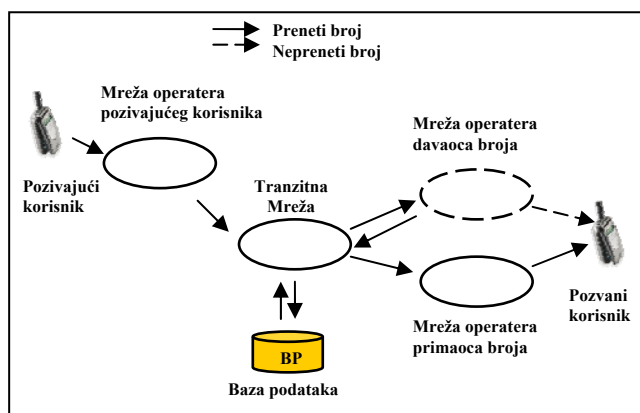 Preneti broj
Nepreneti broj
Mreža operatera
pozivajućeg korisnika
Pozivajući
korisnik
Tranzitna
Mreža
Mreža operatera
davaoca broja
Pozvani
korisnik
Mreža operatera
primaoca broja
BP
Baza podataka